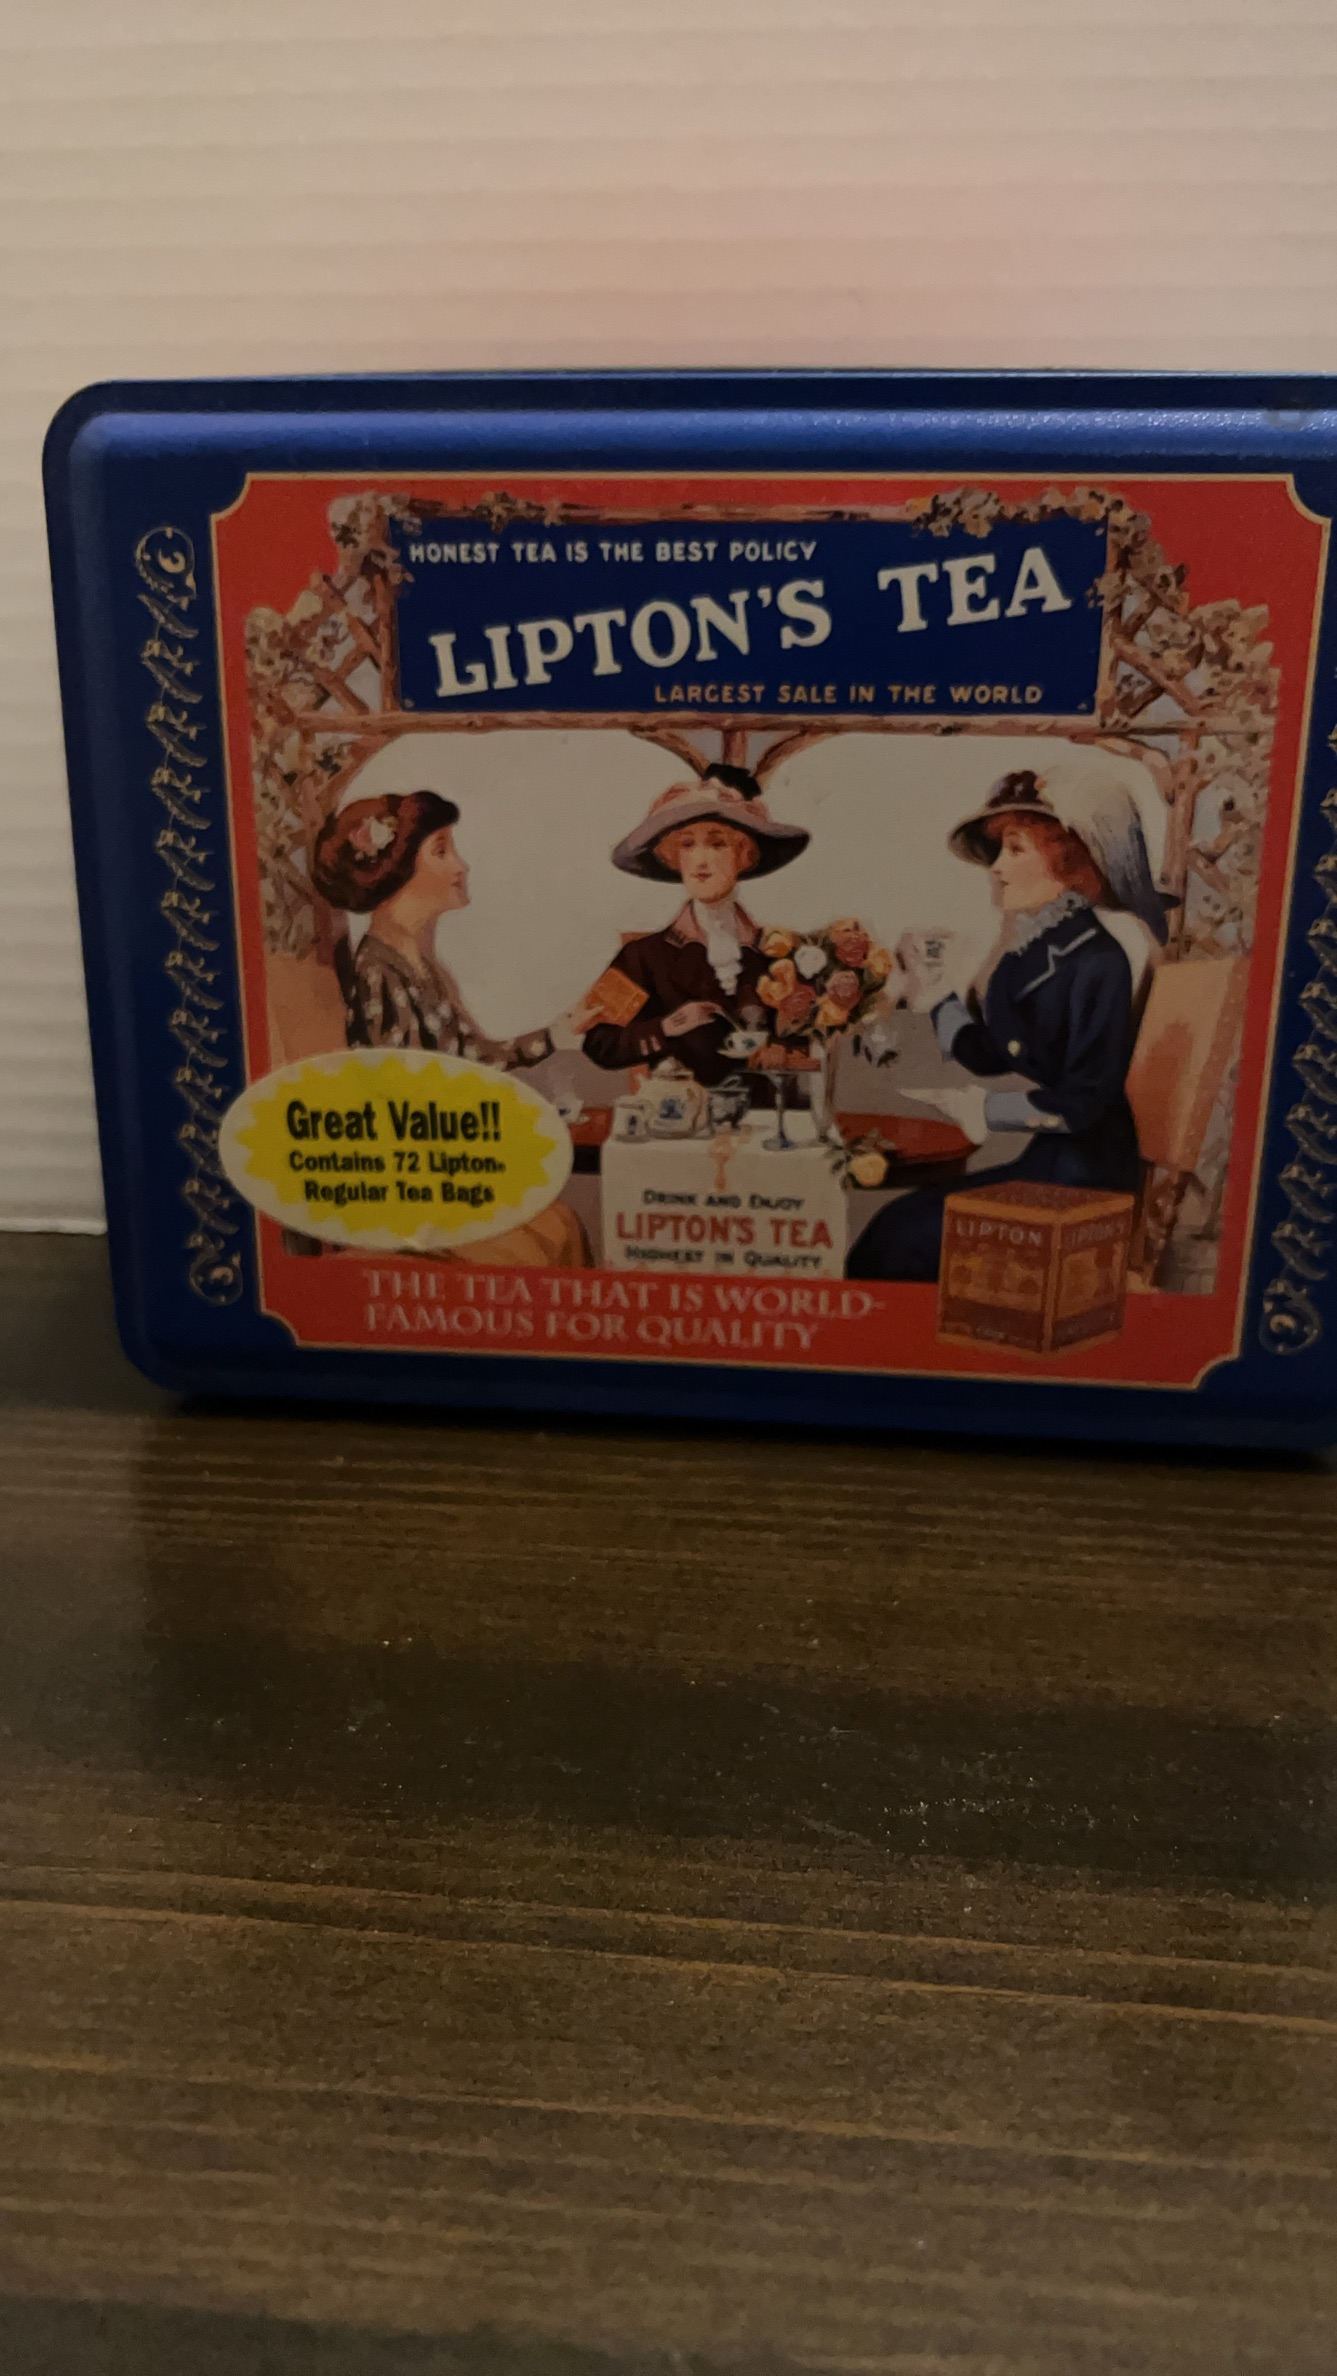 HONEST TEA IS THE BEST POLICY
LIPTON'S TEA
LARGEST SALE IN THE WORLD
Great Value!!
Contains 72 Lipton®
Regular Tea Bags
DRINK AND ENJOY
LIPTON'S TEA
HIGHEST IN QUALITY
LIPTON
LIPTON'S
THE TEA THAT IS WORLD-
FAMOUS FOR QUALITY